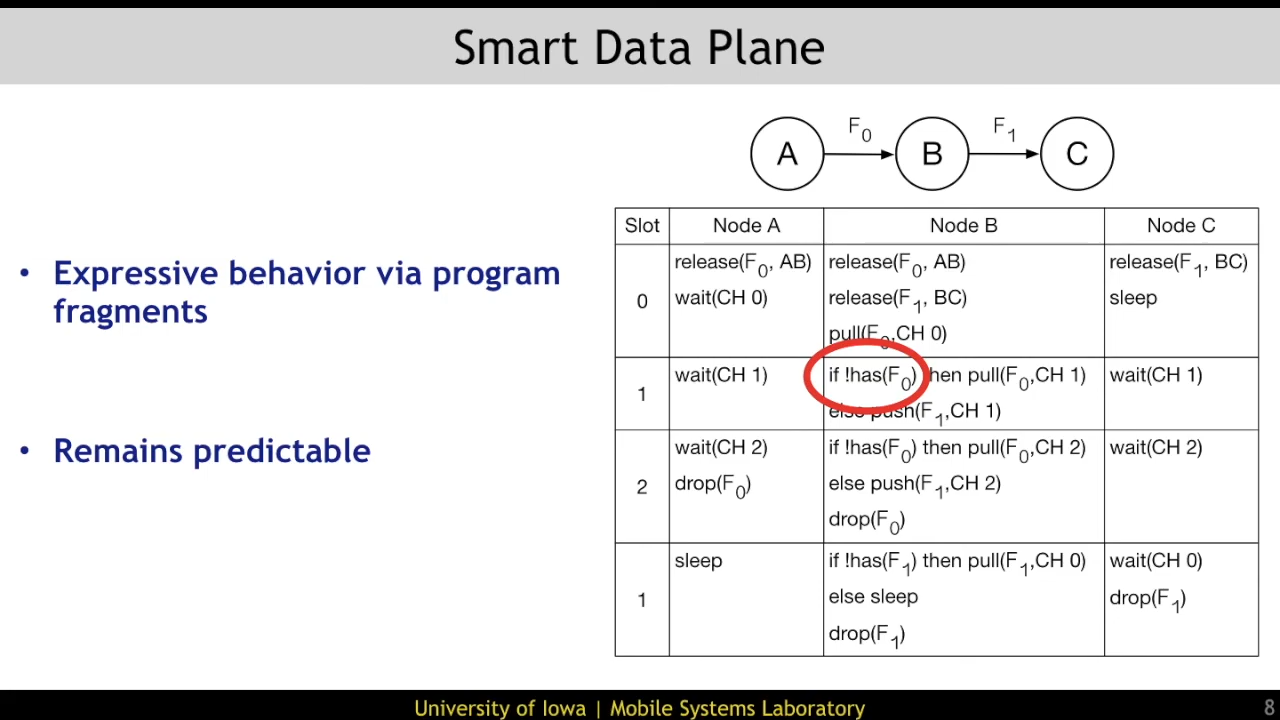 Smart Data Plane
• Expressive behavior via program
fragments
• Remains predictable
A F0 B F1 C
Slot Node A Node B Node C
0
release(F0, AB)
wait(CH 0)
release(F0, AB)
release(F1, BC)
pull(F0,CH 0)
release(F1, BC)
sleep
1
wait(CH 1)
if !has(F0) then pull(F0,CH 1)
else push(F1,CH 1)
wait(CH 1)
2
wait(CH 2)
drop(F0)
if !has(F0) then pull(F0,CH 2)
else push(F1,CH 2)
drop(F0)
wait(CH 2)
1
sleep
if !has(F1) then pull(F1,CH 0)
else sleep
drop(F1)
wait(CH 0)
drop(F1)
University of Iowa | Mobile Systems Laboratory
8